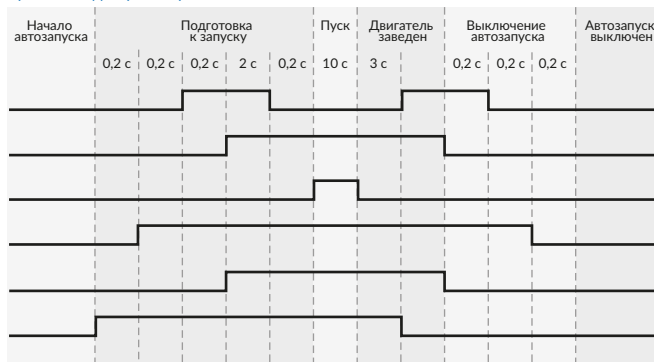 Начало автозапуска
Подготовка к запуску
Пуск
Двигатель заведен
Выключение автозапуска
Автозапуск выключен
0,2 с 0,2 с 0,2 с 2 с 0,2 с 10 с 3 с 0,2 с 0,2 с 0,2 с